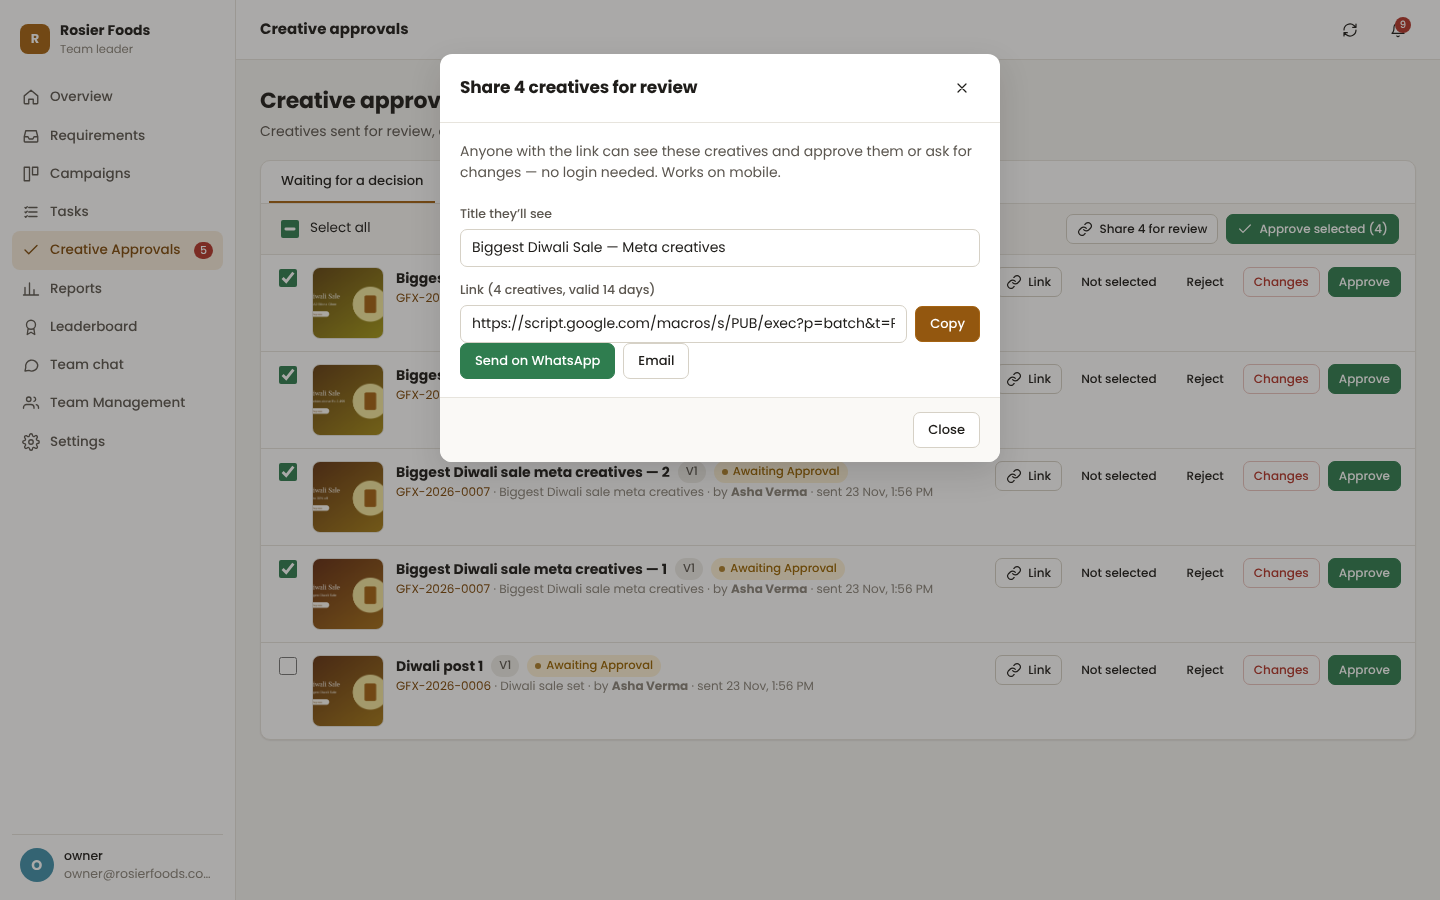 R
Rosier Foods
Team leader
Overview
Requirements
Campaigns
Tasks
Creative Approvals 5
Reports
Leaderboard
Team chat
Team Management
Settings
O
owner
owner@rosierfoods.co...
Creative approvals
9
Creative approv
Creatives sent for review,
Waiting for a decision
Select all
Share 4 for review
Approve selected (4)
Share 4 creatives for review
Anyone with the link can see these creatives and approve them or ask for
changes — no login needed. Works on mobile.
Title they’ll see
Biggest Diwali Sale — Meta creatives
Link (4 creatives, valid 14 days)
https://script.google.com/macros/s/PUB/exec?p=batch&t=F
Copy
Send on WhatsApp
Email
Close
Bigges
GFX-20
Link Not selected Reject Changes Approve
Bigges
GFX-20
Link Not selected Reject Changes Approve
Biggest Diwali sale meta creatives — 2 V1 Awaiting Approval
GFX-2026-0007 · Biggest Diwali sale meta creatives · by Asha Verma · sent 23 Nov, 1:56 PM
Link Not selected Reject Changes Approve
Biggest Diwali sale meta creatives — 1 V1 Awaiting Approval
GFX-2026-0007 · Biggest Diwali sale meta creatives · by Asha Verma · sent 23 Nov, 1:56 PM
Link Not selected Reject Changes Approve
Diwali post 1 V1 Awaiting Approval
GFX-2026-0006 · Diwali sale set · by Asha Verma · sent 23 Nov, 1:56 PM
Link Not selected Reject Changes Approve